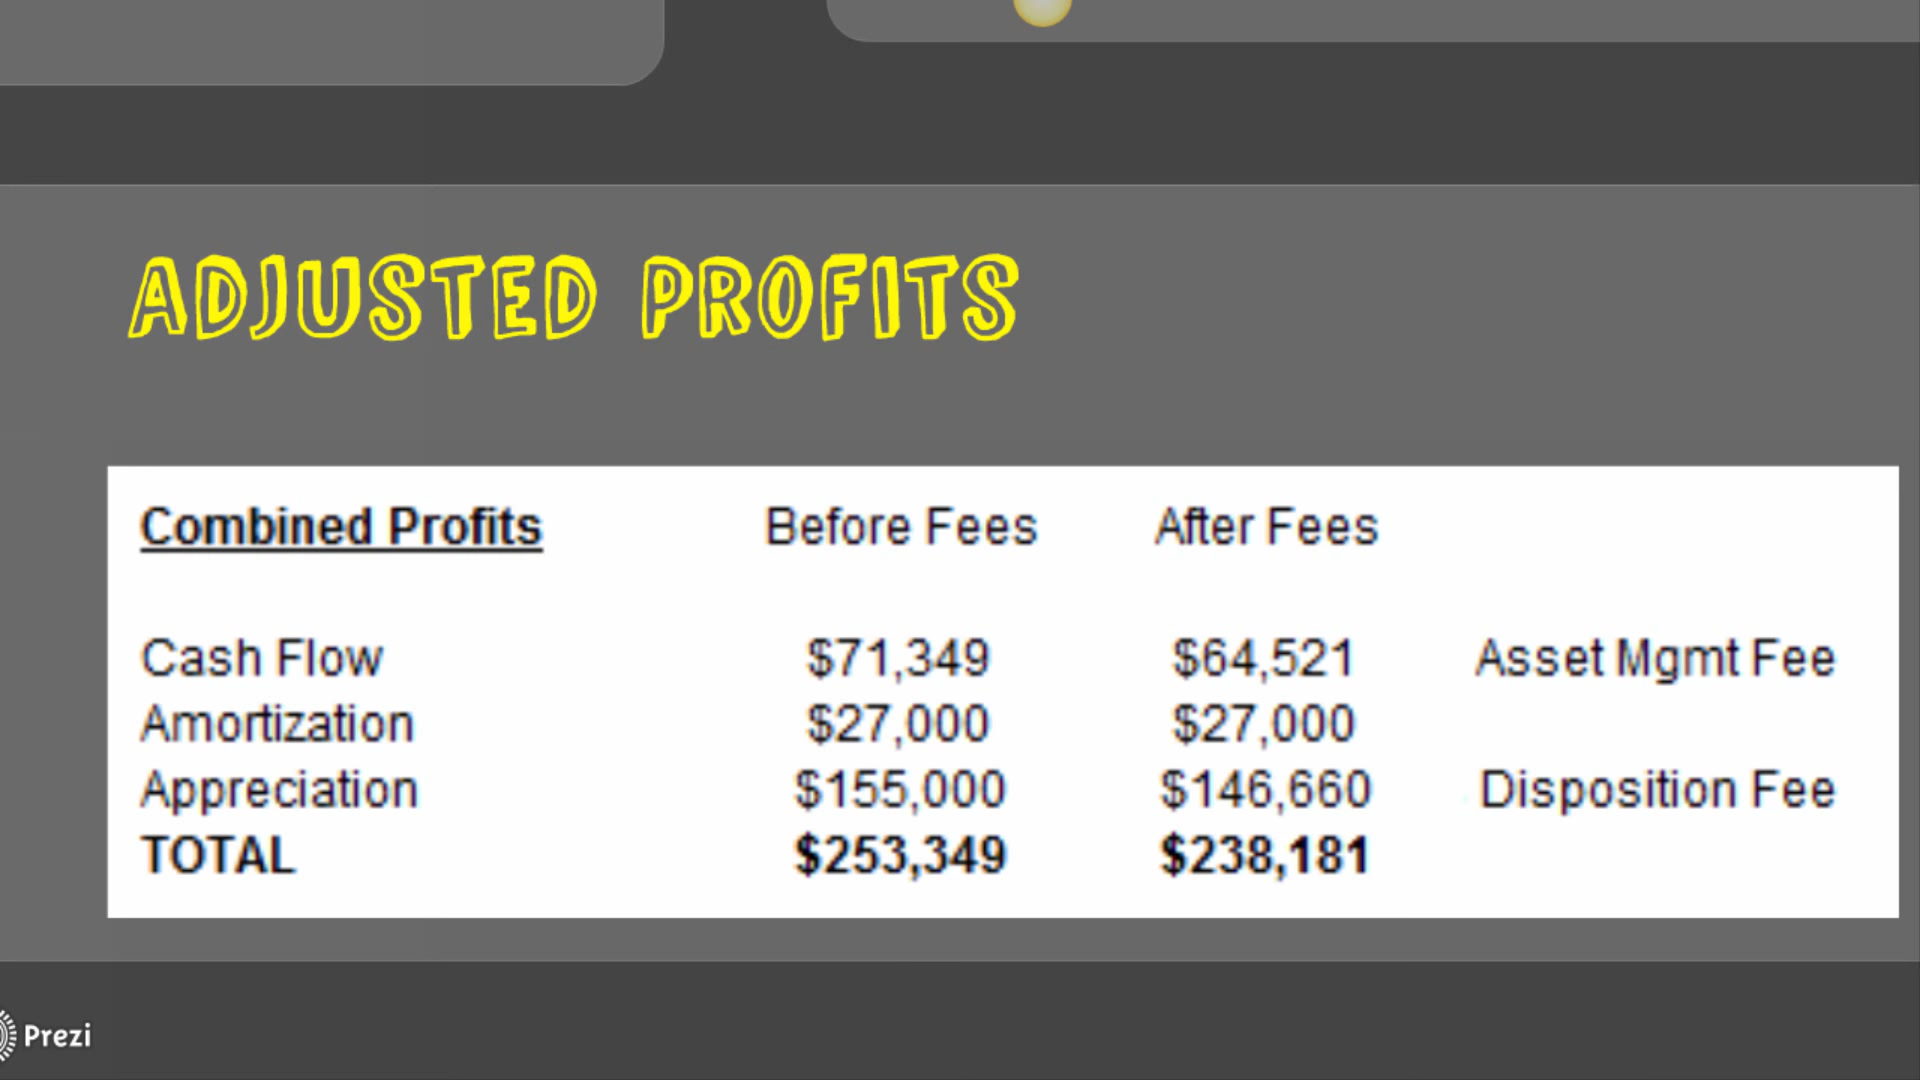 ADJUSTED PROFITS
Combined Profits Before Fees After Fees
Cash Flow $71,349 $64,521 Asset Mgmt Fee
Amortization $27,000 $27,000
Appreciation $155,000 $146,660 Disposition Fee
TOTAL $253,349 $238,181
Prezi